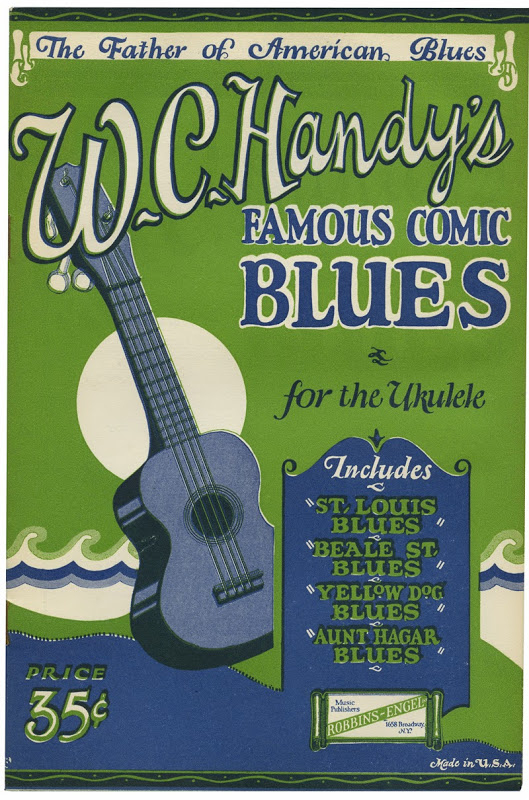 The Father of American Blues
W.C. Handy's
FAMOUS COMIC
BLUES
for the Ukulele
Includes
"ST. LOUIS
BLUES"
"BEALE ST.
BLUES"
"YELLOW DOG
BLUES"
"AUNT HAGAR
BLUES"
PRICE
35¢
Music
Publishers
ROBBINS-ENGEL
1658 Broadway,
N.Y.
Made in U.S.A.